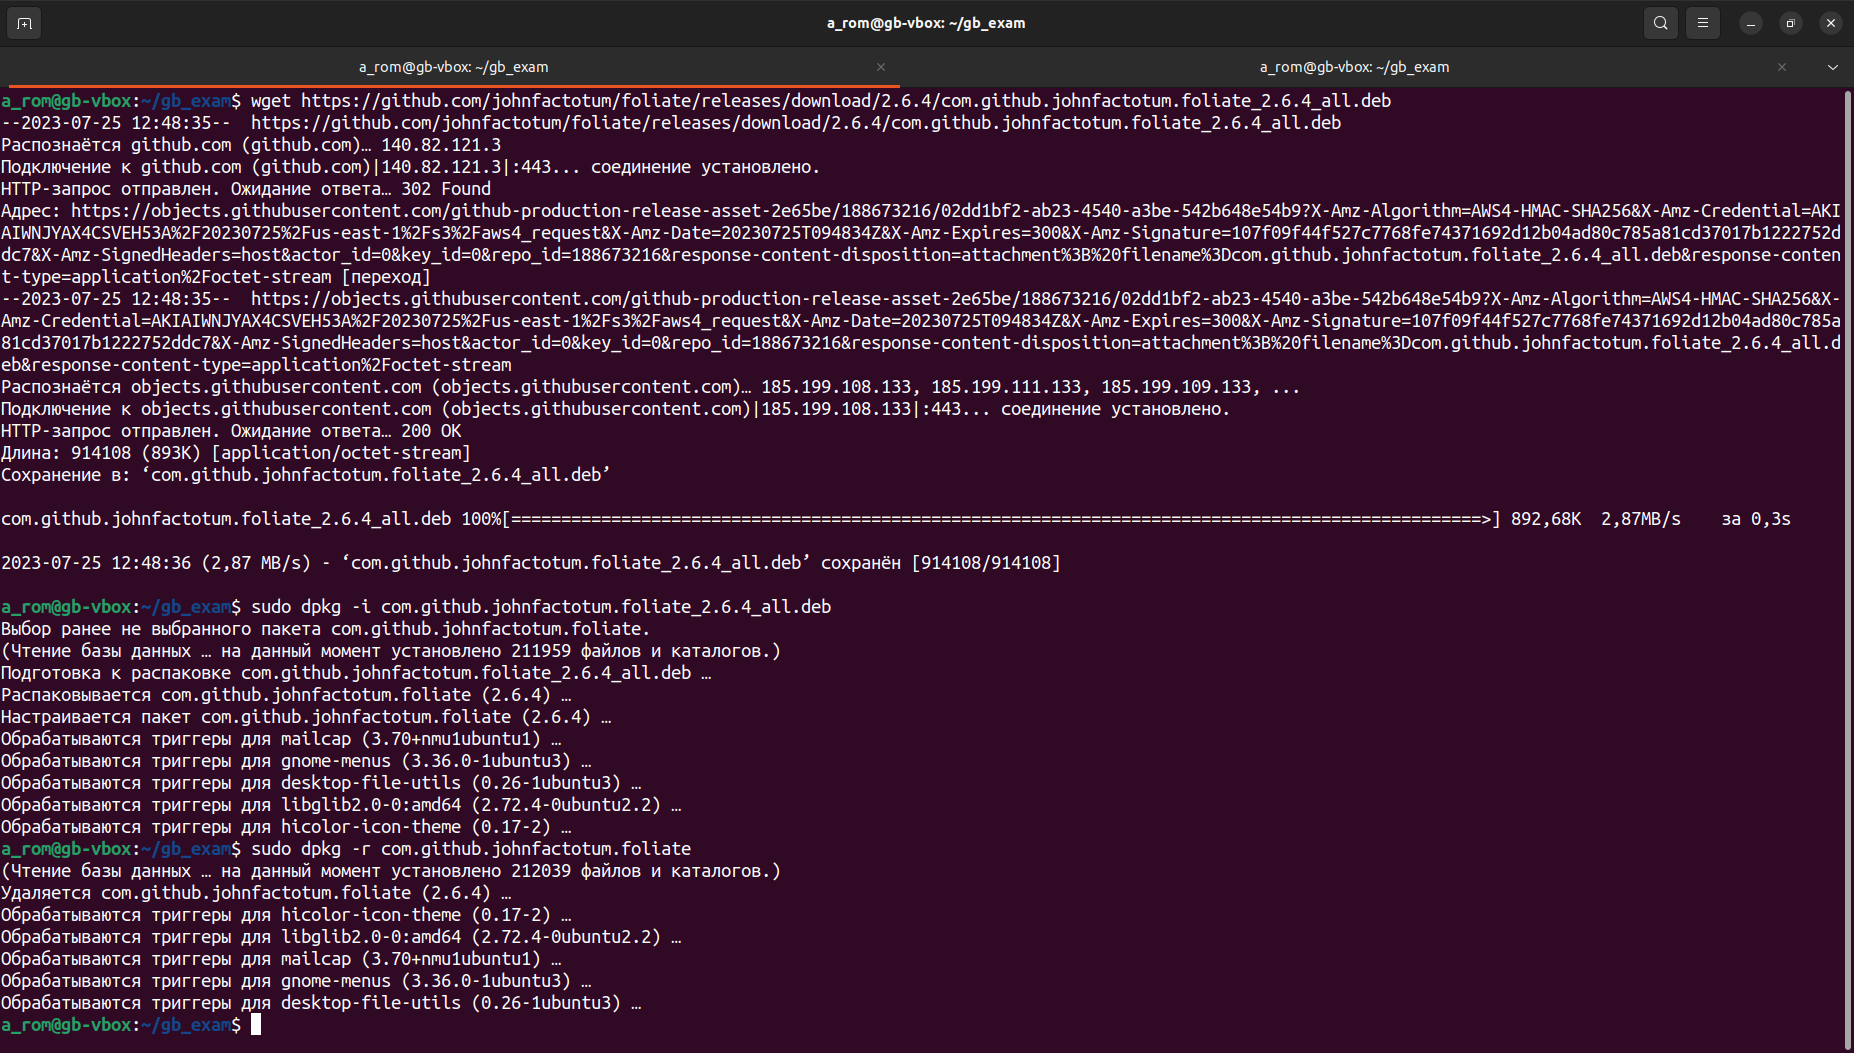 a_rom@gb-vbox: ~/gb_exam
a_rom@gb-vbox: ~/gb_exam
a_rom@gb-vbox: ~/gb_exam
a_rom@gb-vbox:~/gb_exam$ wget https://github.com/johnfactotum/foliate/releases/download/2.6.4/com.github.johnfactotum.foliate_2.6.4_all.deb
--2023-07-25 12:48:35--  https://github.com/johnfactotum/foliate/releases/download/2.6.4/com.github.johnfactotum.foliate_2.6.4_all.deb
Распознаётся github.com (github.com)… 140.82.121.3
Подключение к github.com (github.com)|140.82.121.3|:443... соединение установлено.
HTTP-запрос отправлен. Ожидание ответа… 302 Found
Адрес: https://objects.githubusercontent.com/github-production-release-asset-2e65be/188673216/02dd1bf2-ab23-4540-a3be-542b648e54b9?X-Amz-Algorithm=AWS4-HMAC-SHA256&X-Amz-Credential=AKI
AIWNJYAX4CSVEH53A%2F20230725%2Fus-east-1%2Fs3%2Faws4_request&X-Amz-Date=20230725T094834Z&X-Amz-Expires=300&X-Amz-Signature=107f09f44f527c7768fe74371692d12b04ad80c785a81cd37017b1222752d
dc7&X-Amz-SignedHeaders=host&actor_id=0&key_id=0&repo_id=188673216&response-content-disposition=attachment%3B%20filename%3Dcom.github.johnfactotum.foliate_2.6.4_all.deb&response-conten
t-type=application%2Foctet-stream [переход]
--2023-07-25 12:48:35--  https://objects.githubusercontent.com/github-production-release-asset-2e65be/188673216/02dd1bf2-ab23-4540-a3be-542b648e54b9?X-Amz-Algorithm=AWS4-HMAC-SHA256&X-
Amz-Credential=AKIAIWNJYAX4CSVEH53A%2F20230725%2Fus-east-1%2Fs3%2Faws4_request&X-Amz-Date=20230725T094834Z&X-Amz-Expires=300&X-Amz-Signature=107f09f44f527c7768fe74371692d12b04ad80c785a
81cd37017b1222752ddc7&X-Amz-SignedHeaders=host&actor_id=0&key_id=0&repo_id=188673216&response-content-disposition=attachment%3B%20filename%3Dcom.github.johnfactotum.foliate_2.6.4_all.d
eb&response-content-type=application%2Foctet-stream
Распознаётся objects.githubusercontent.com (objects.githubusercontent.com)… 185.199.108.133, 185.199.111.133, 185.199.109.133, ...
Подключение к objects.githubusercontent.com (objects.githubusercontent.com)|185.199.108.133|:443... соединение установлено.
HTTP-запрос отправлен. Ожидание ответа… 200 OK
Длина: 914108 (893K) [application/octet-stream]
Сохранение в: ‘com.github.johnfactotum.foliate_2.6.4_all.deb’
com.github.johnfactotum.foliate_2.6.4_all.deb 100%[=================================================================================================>] 892,68K  2,87MB/s    за 0,3s
2023-07-25 12:48:36 (2,87 MB/s) - ‘com.github.johnfactotum.foliate_2.6.4_all.deb’ сохранён [914108/914108]
a_rom@gb-vbox:~/gb_exam$ sudo dpkg -i com.github.johnfactotum.foliate_2.6.4_all.deb
Выбор ранее не выбранного пакета com.github.johnfactotum.foliate.
(Чтение базы данных … на данный момент установлено 211959 файлов и каталогов.)
Подготовка к распаковке com.github.johnfactotum.foliate_2.6.4_all.deb …
Распаковывается com.github.johnfactotum.foliate (2.6.4) …
Настраивается пакет com.github.johnfactotum.foliate (2.6.4) …
Обрабатываются триггеры для mailcap (3.70+nmu1ubuntu1) …
Обрабатываются триггеры для gnome-menus (3.36.0-1ubuntu3) …
Обрабатываются триггеры для desktop-file-utils (0.26-1ubuntu3) …
Обрабатываются триггеры для libglib2.0-0:amd64 (2.72.4-0ubuntu2.2) …
Обрабатываются триггеры для hicolor-icon-theme (0.17-2) …
a_rom@gb-vbox:~/gb_exam$ sudo dpkg -r com.github.johnfactotum.foliate
(Чтение базы данных … на данный момент установлено 212039 файлов и каталогов.)
Удаляется com.github.johnfactotum.foliate (2.6.4) …
Обрабатываются триггеры для hicolor-icon-theme (0.17-2) …
Обрабатываются триггеры для libglib2.0-0:amd64 (2.72.4-0ubuntu2.2) …
Обрабатываются триггеры для mailcap (3.70+nmu1ubuntu1) …
Обрабатываются триггеры для gnome-menus (3.36.0-1ubuntu3) …
Обрабатываются триггеры для desktop-file-utils (0.26-1ubuntu3) …
a_rom@gb-vbox:~/gb_exam$